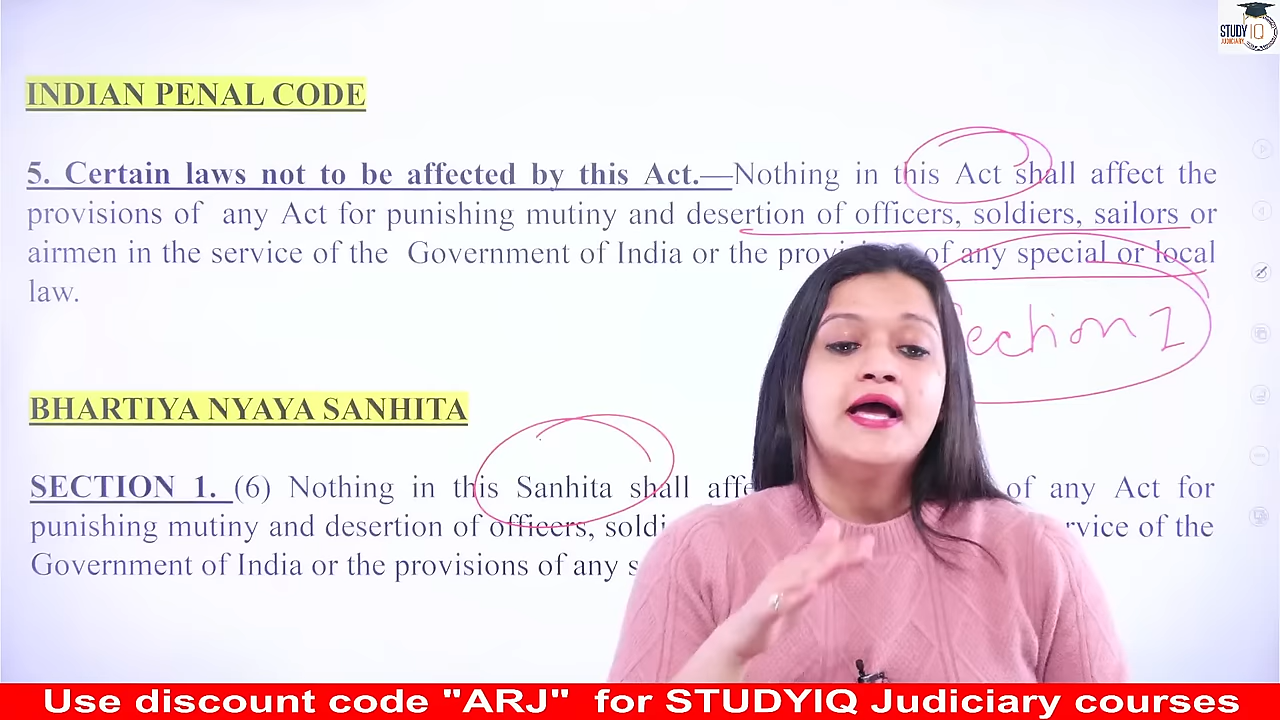 STUDY IQ
JUDICIARY
INDIAN PENAL CODE
5. Certain laws not to be affected by this Act.—Nothing in this Act shall affect the
provisions of any Act for punishing mutiny and desertion of officers, soldiers, sailors or
airmen in the service of the Government of India or the of any special or local
law.
Section 1
BHARTIYA NYAYA SANHITA
SECTION 1. (6) Nothing in this Sanhita shall of any Act for
punishing mutiny and desertion of officers, of the
Government of India or the provisions of any
Use discount code "ARJ" for STUDYIQ Judiciary courses